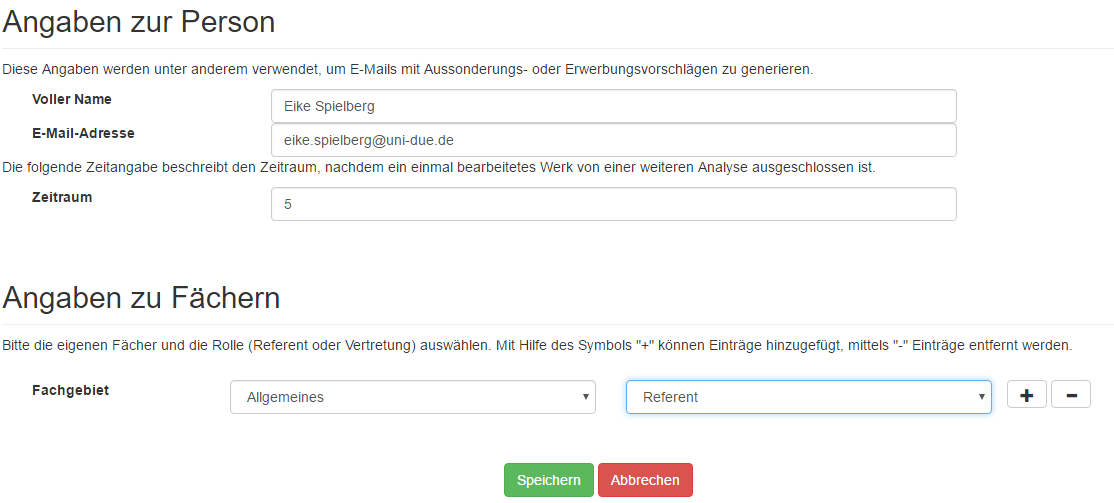 Angaben zur Person
Diese Angaben werden unter anderem verwendet, um E-Mails mit Aussonderungs- oder Erwerbungsvorschlägen zu generieren.
Voller Name
Eike Spielberg
E-Mail-Adresse
eike.spielberg@uni-due.de
Die folgende Zeitangabe beschreibt den Zeitraum, nachdem ein einmal bearbeitetes Werk von einer weiteren Analyse ausgeschlossen ist.
Zeitraum
5
Angaben zu Fächern
Bitte die eigenen Fächer und die Rolle (Referent oder Vertretung) auswählen. Mit Hilfe des Symbols "+" können Einträge hinzugefügt, mittels "-" Einträge entfernt werden.
Fachgebiet
Allgemeines
Referent
Speichern
Abbrechen